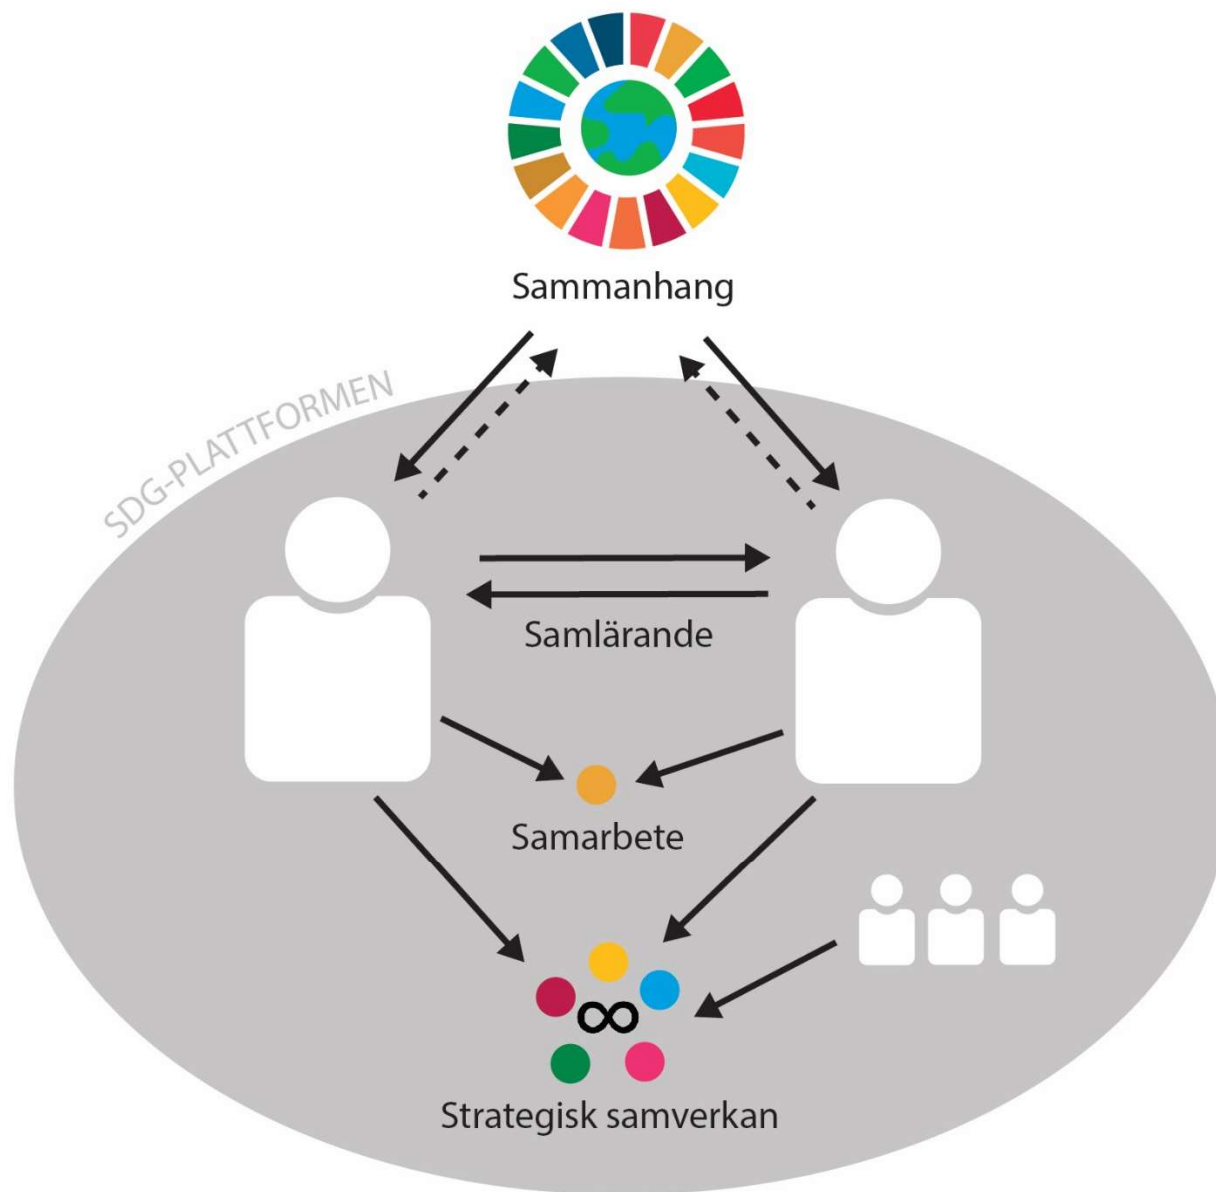 Sammanhang
SDG-PLATTFORMEN
Samlärande
Samarbete
∞
Strategisk samverkan